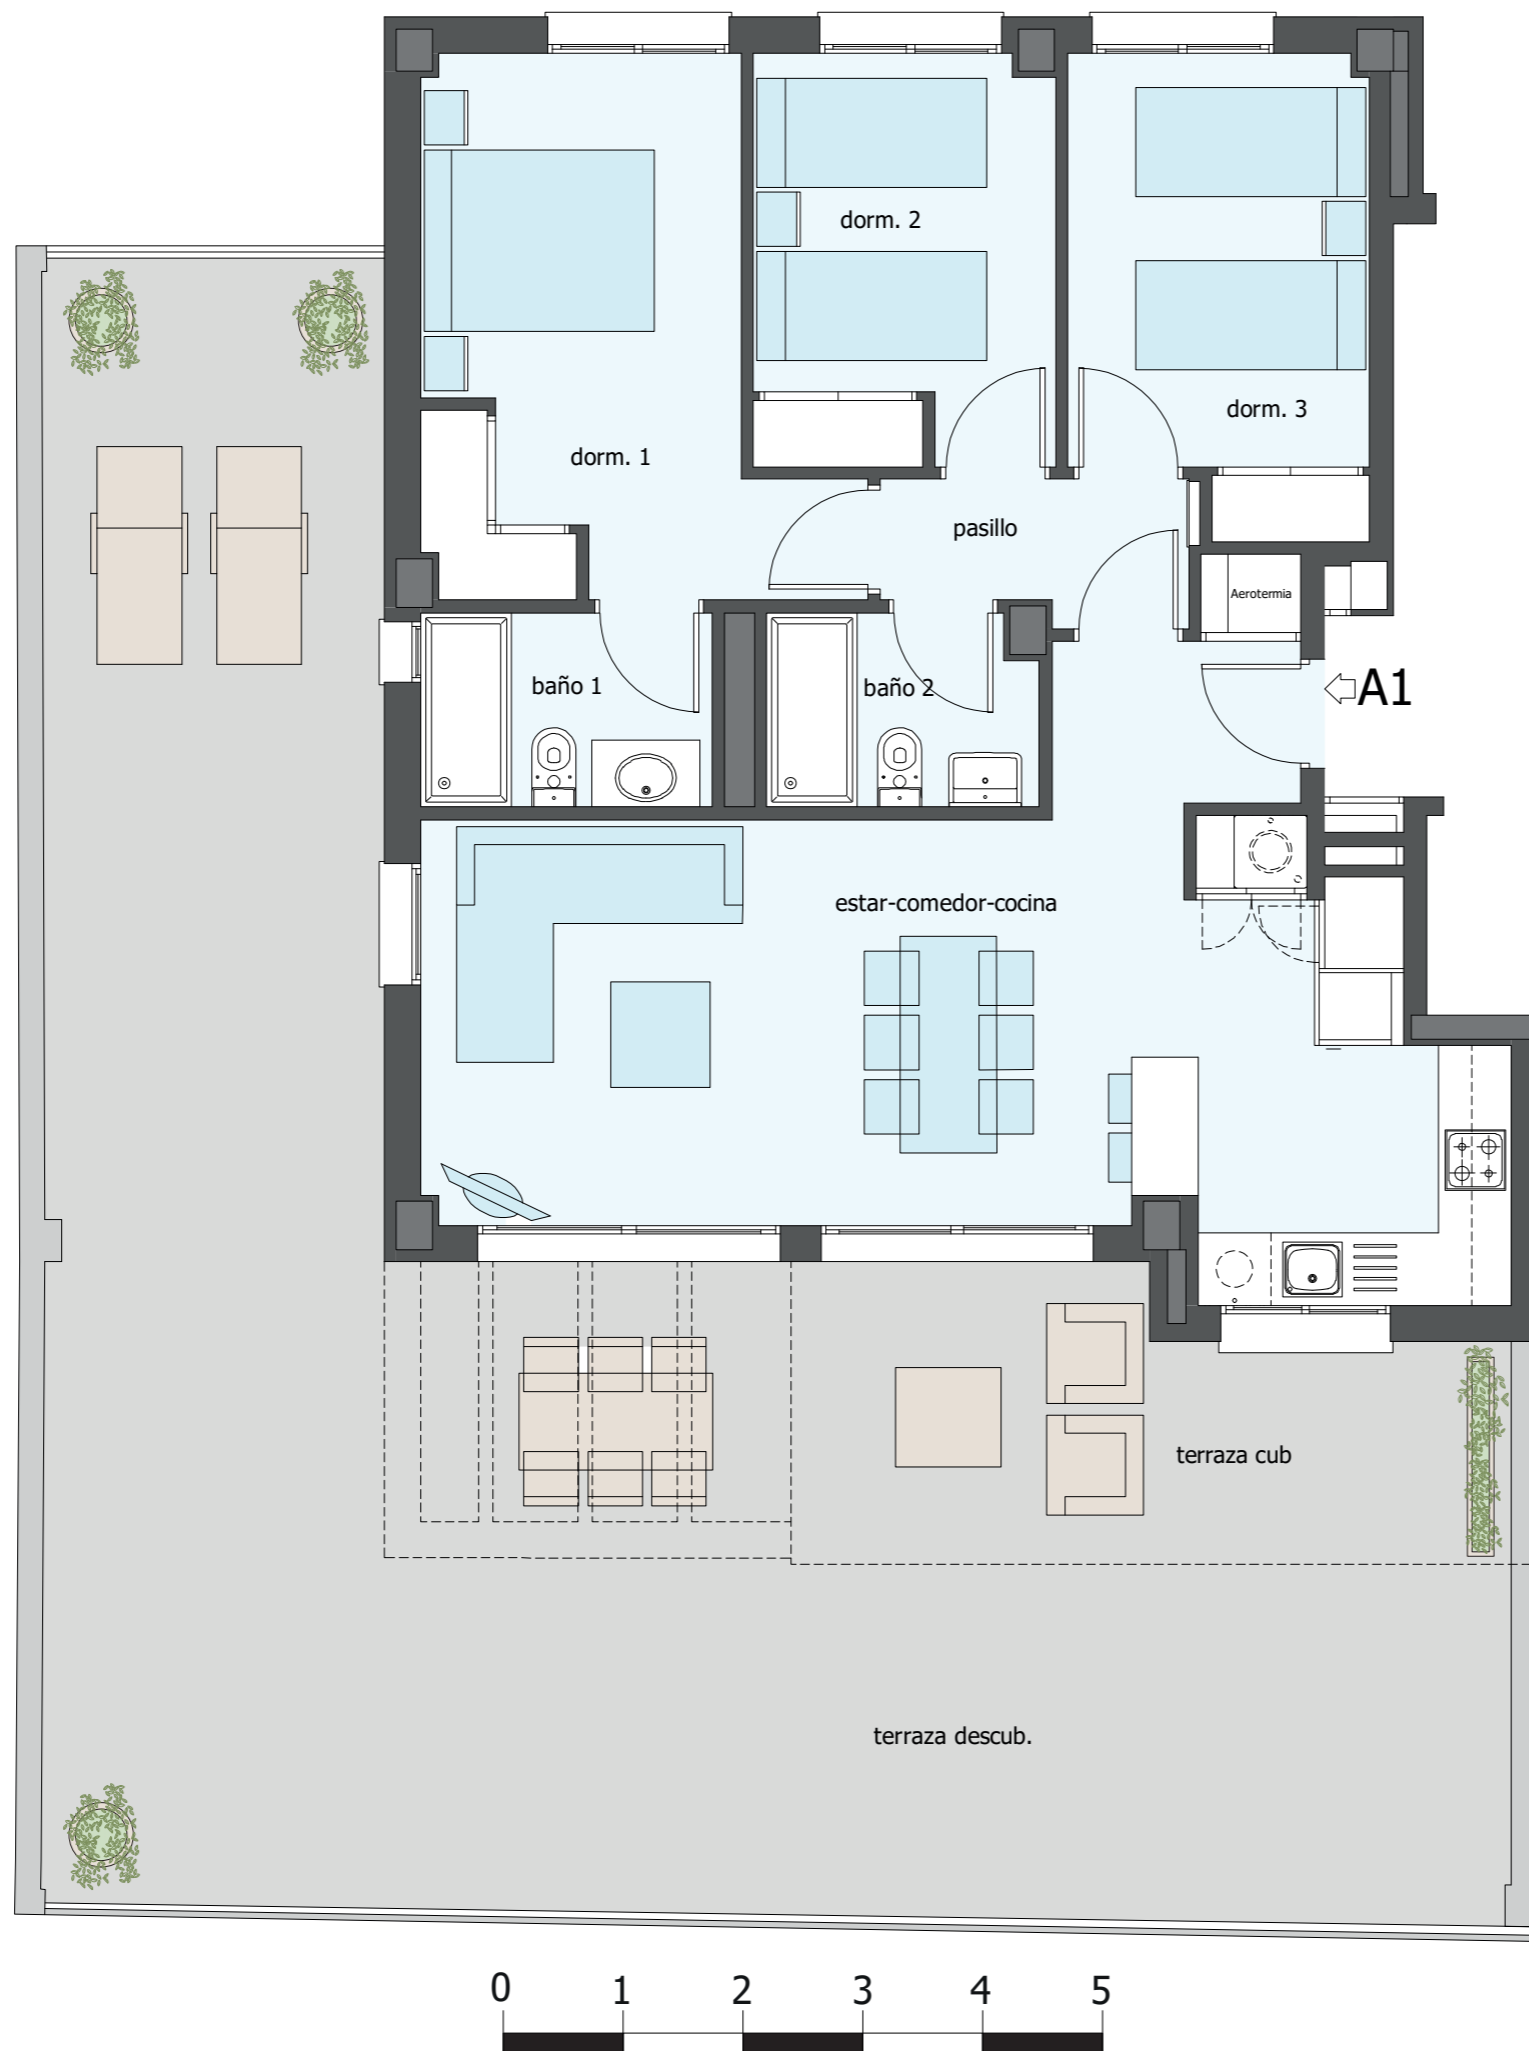 dorm. 2
dorm. 3
dorm. 1
pasillo
Aerotermia
baño 1
baño 2
A1
estar-comedor-cocina
terraza cub
terraza descub.
0 1 2 3 4 5